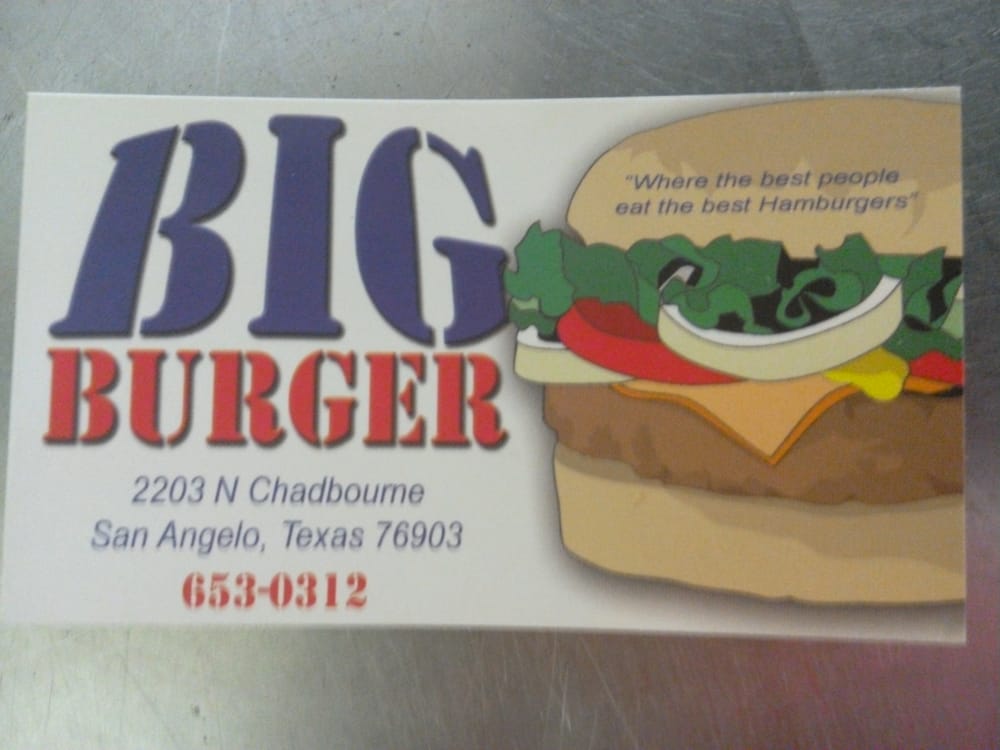 BIG
BURGER
2203 N Chadbourne
San Angelo, Texas 76903
653-0312
"Where the best people
eat the best Hamburgers"